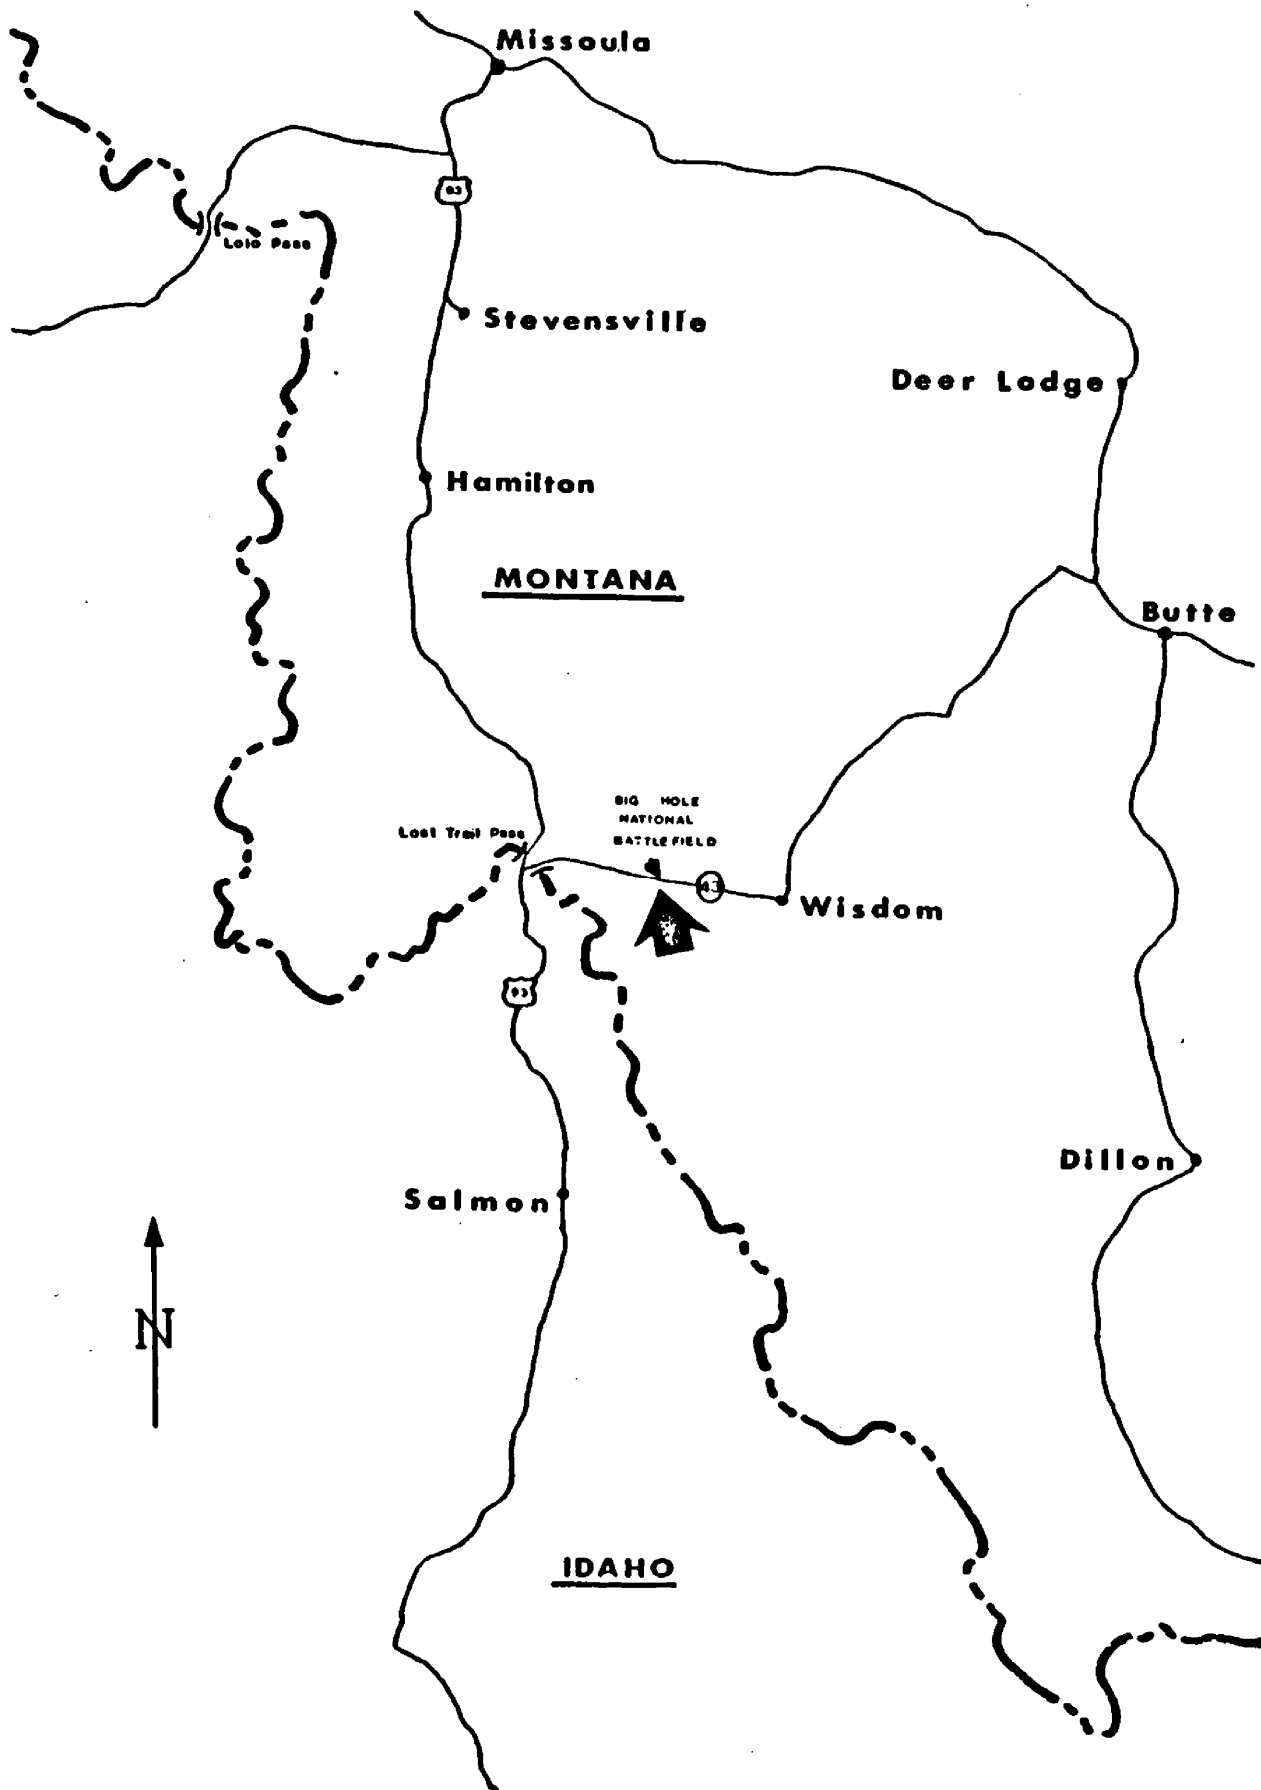 Missoula
93
Lolo Pass
Stevensville
Deer Lodge
Hamilton
MONTANA
Butte
BIG HOLE
NATIONAL
BATTLEFIELD
Lost Trail Pass
43
Wisdom
93
Dillon
Salmon
N
IDAHO